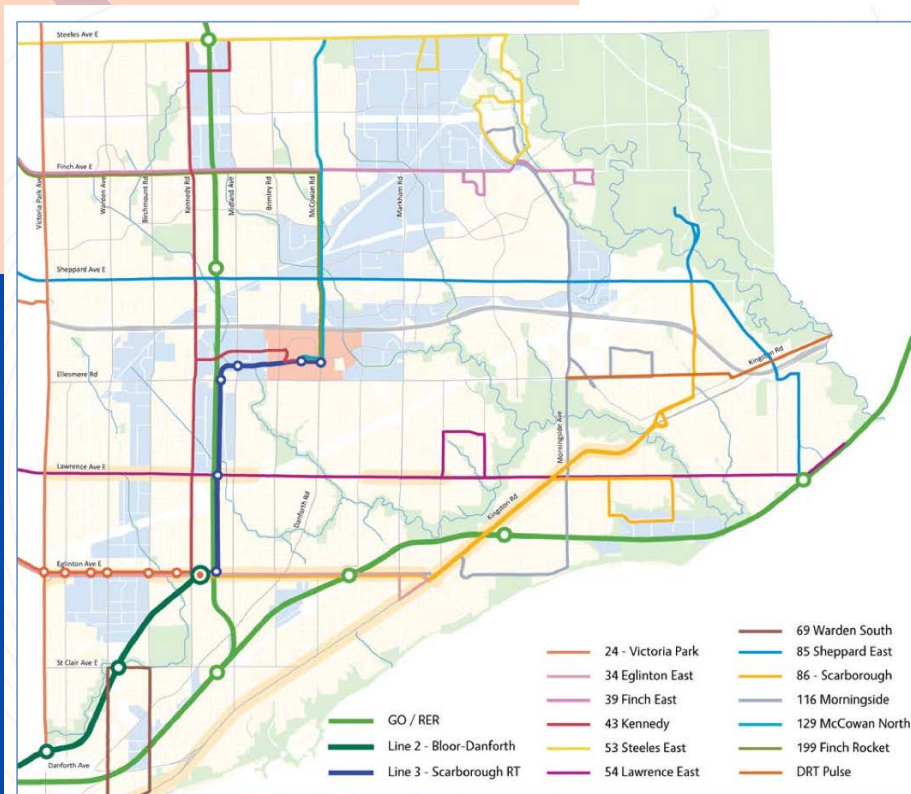 Steeles Ave E
Finch Ave E
Victoria Park Ave
Warden Ave
Birchmount Rd
Kennedy Rd
Midland Ave
Brimley Rd
McCowan Rd
Markham Rd
Sheppard Ave E
Kingston Rd
Ellesmere Rd
Morningside Ave
Lawrence Ave E
Danforth Rd
Kingston Rd
Eglinton Ave E
St Clair Ave E
Danforth Ave
GO / RER
Line 2 - Bloor-Danforth
Line 3 - Scarborough RT
24 - Victoria Park
34 Eglinton East
39 Finch East
43 Kennedy
53 Steeles East
54 Lawrence East
69 Warden South
85 Sheppard East
86 - Scarborough
116 Morningside
129 McCowan North
199 Finch Rocket
DRT Pulse